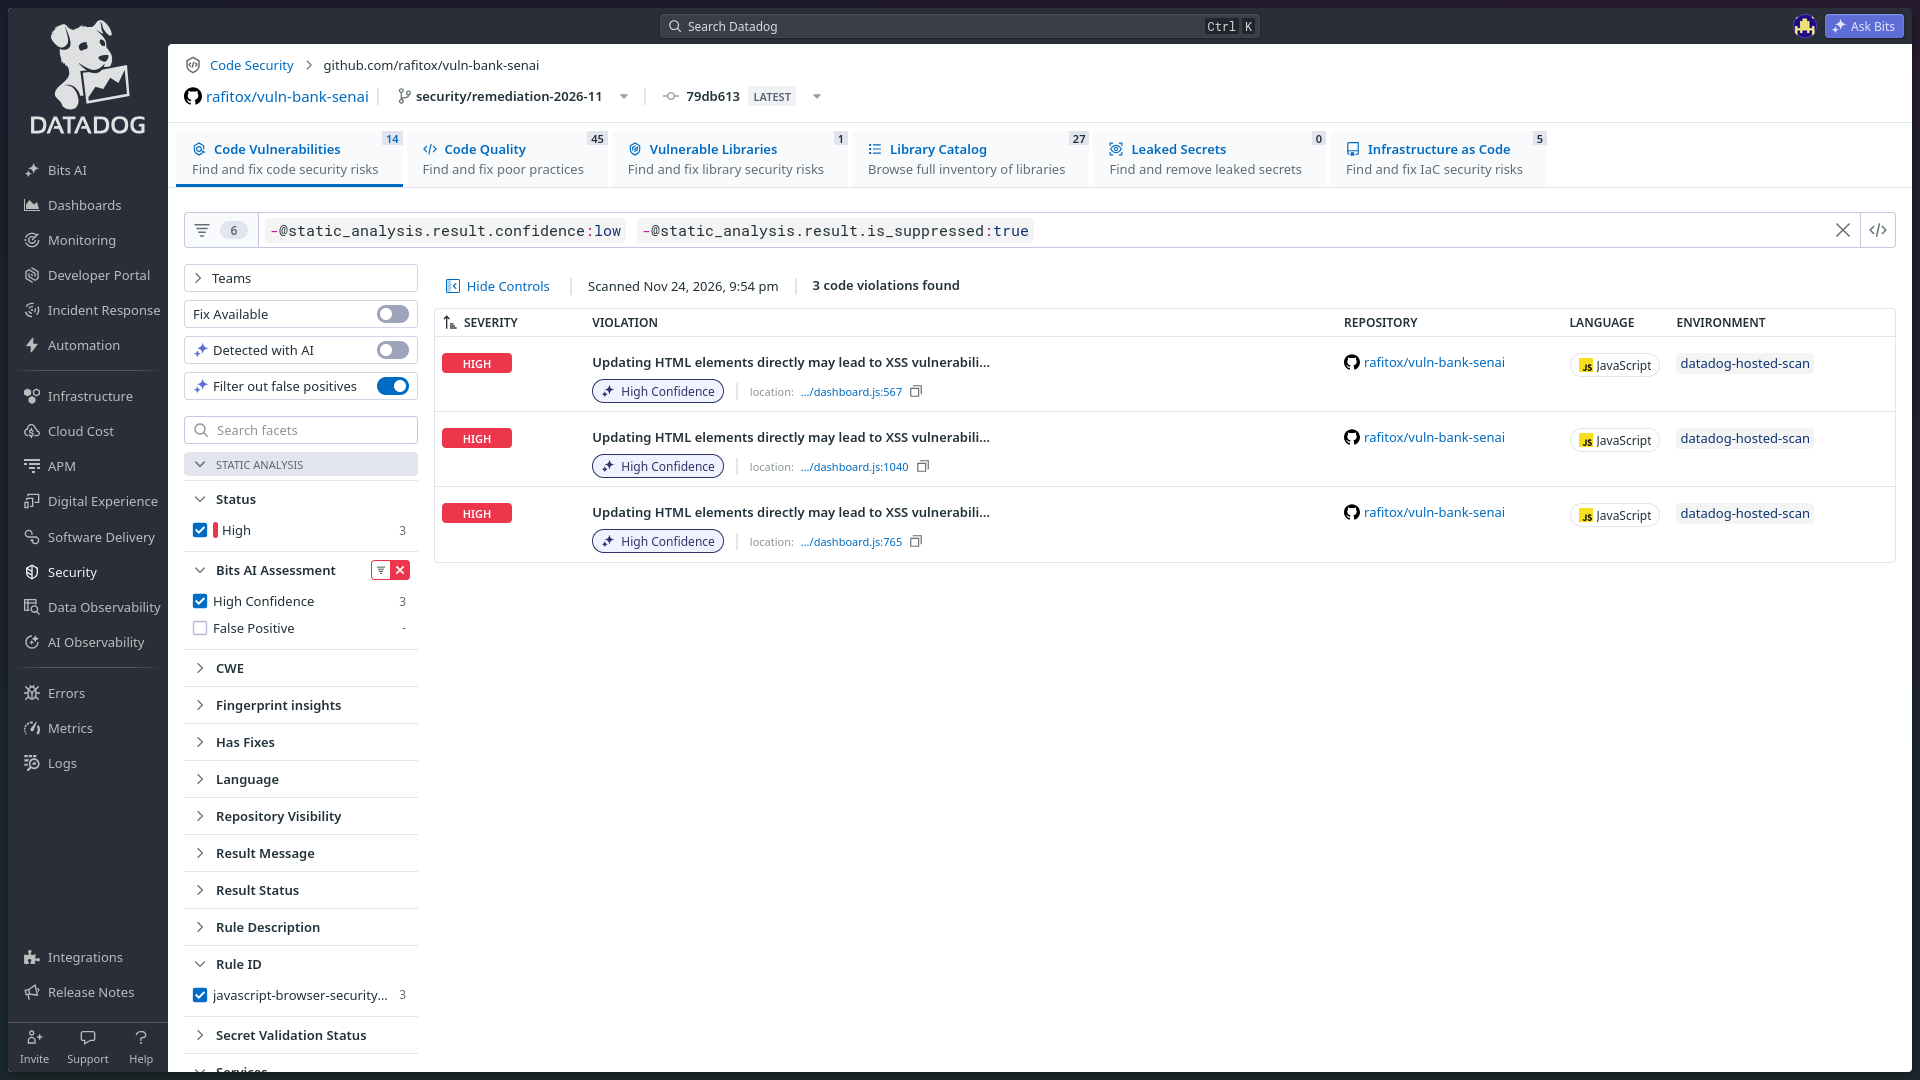 Search Datadog
Ctrl K
Ask Bits
DATADOG
Bits AI
Dashboards
Monitoring
Developer Portal
Incident Response
Automation
Infrastructure
Cloud Cost
APM
Digital Experience
Software Delivery
Security
Data Observability
AI Observability
Errors
Metrics
Logs
Integrations
Release Notes
Invite
Support
Help
Code Security > github.com/rafitox/vuln-bank-senai
rafitox/vuln-bank-senai
security/remediation-2026-11
79db613 LATEST
Code Vulnerabilities 14
Find and fix code security risks
Code Quality 45
Find and fix poor practices
Vulnerable Libraries 1
Find and fix library security risks
Library Catalog 27
Browse full inventory of libraries
Leaked Secrets 0
Find and remove leaked secrets
Infrastructure as Code 5
Find and fix IaC security risks
6
-@static_analysis.result.confidence:low -@static_analysis.result.is_suppressed:true
Teams
Fix Available
Detected with AI
Filter out false positives
Search facets
STATIC ANALYSIS
Status
High 3
Bits AI Assessment
High Confidence 3
False Positive -
CWE
Fingerprint insights
Has Fixes
Language
Repository Visibility
Result Message
Result Status
Rule Description
Rule ID
javascript-browser-security... 3
Secret Validation Status
Services
Hide Controls
Scanned Nov 24, 2026, 9:54 pm
3 code violations found
SEVERITY VIOLATION REPOSITORY LANGUAGE ENVIRONMENT
HIGH Updating HTML elements directly may lead to XSS vulnerabili... rafitox/vuln-bank-senai JS JavaScript datadog-hosted-scan
High Confidence location: .../dashboard.js:567
HIGH Updating HTML elements directly may lead to XSS vulnerabili... rafitox/vuln-bank-senai JS JavaScript datadog-hosted-scan
High Confidence location: .../dashboard.js:1040
HIGH Updating HTML elements directly may lead to XSS vulnerabili... rafitox/vuln-bank-senai JS JavaScript datadog-hosted-scan
High Confidence location: .../dashboard.js:765